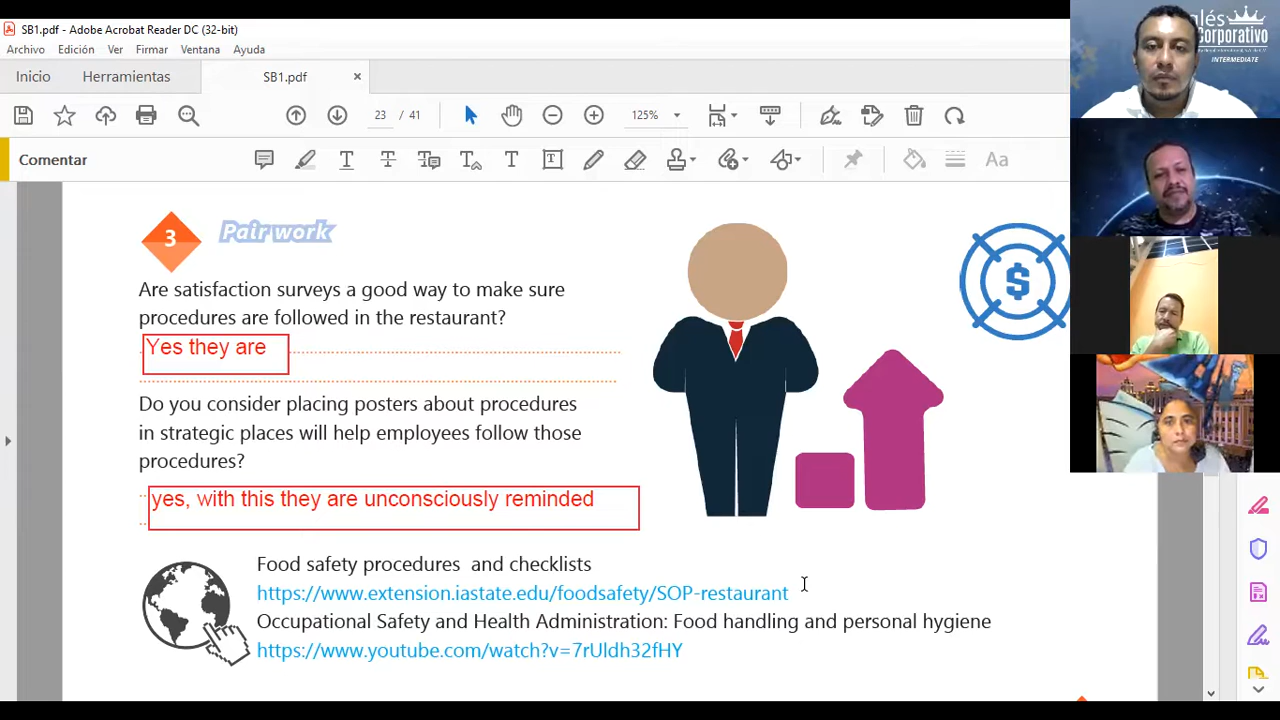 SB1.pdf - Adobe Acrobat Reader DC (32-bit)
Archivo Edición Ver Firmar Ventana Ayuda
Inicio Herramientas SB1.pdf ×
23 / 41 125%
Comentar Aa
3 Pair work
Are satisfaction surveys a good way to make sure
procedures are followed in the restaurant?
Yes they are
Do you consider placing posters about procedures
in strategic places will help employees follow those
procedures?
yes, with this they are unconsciously reminded
Food safety procedures and checklists
https://www.extension.iastate.edu/foodsafety/SOP-restaurant
Occupational Safety and Health Administration: Food handling and personal hygiene
https://www.youtube.com/watch?v=7rUldh32fHY
$
glés
Corporativo
INTERMEDIATE